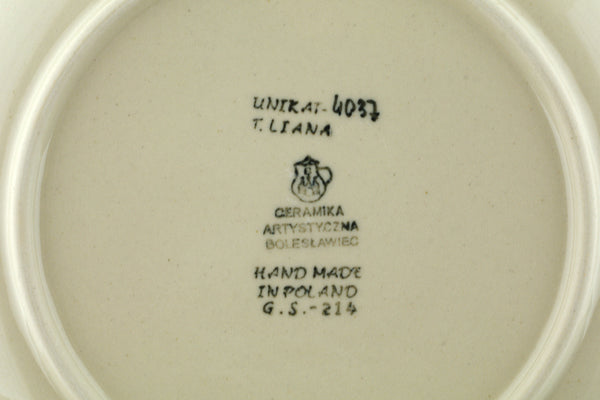 UNIKAT-4037
T. LIANA
CERAMIKA
ARTYSTYCZNA
BOLESŁAWIEC
HAND MADE
IN POLAND
G.S.-214